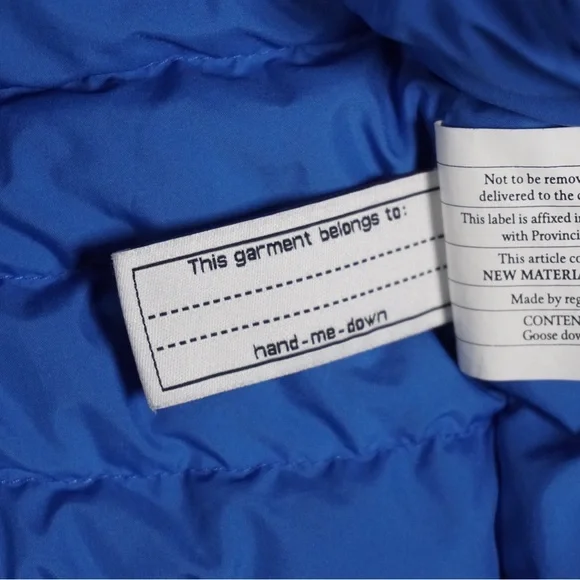 This garment belongs to:
hand-me-down
Not to be
delivered to the
This label is affixed
with
This article
NEW
Made by
Goose